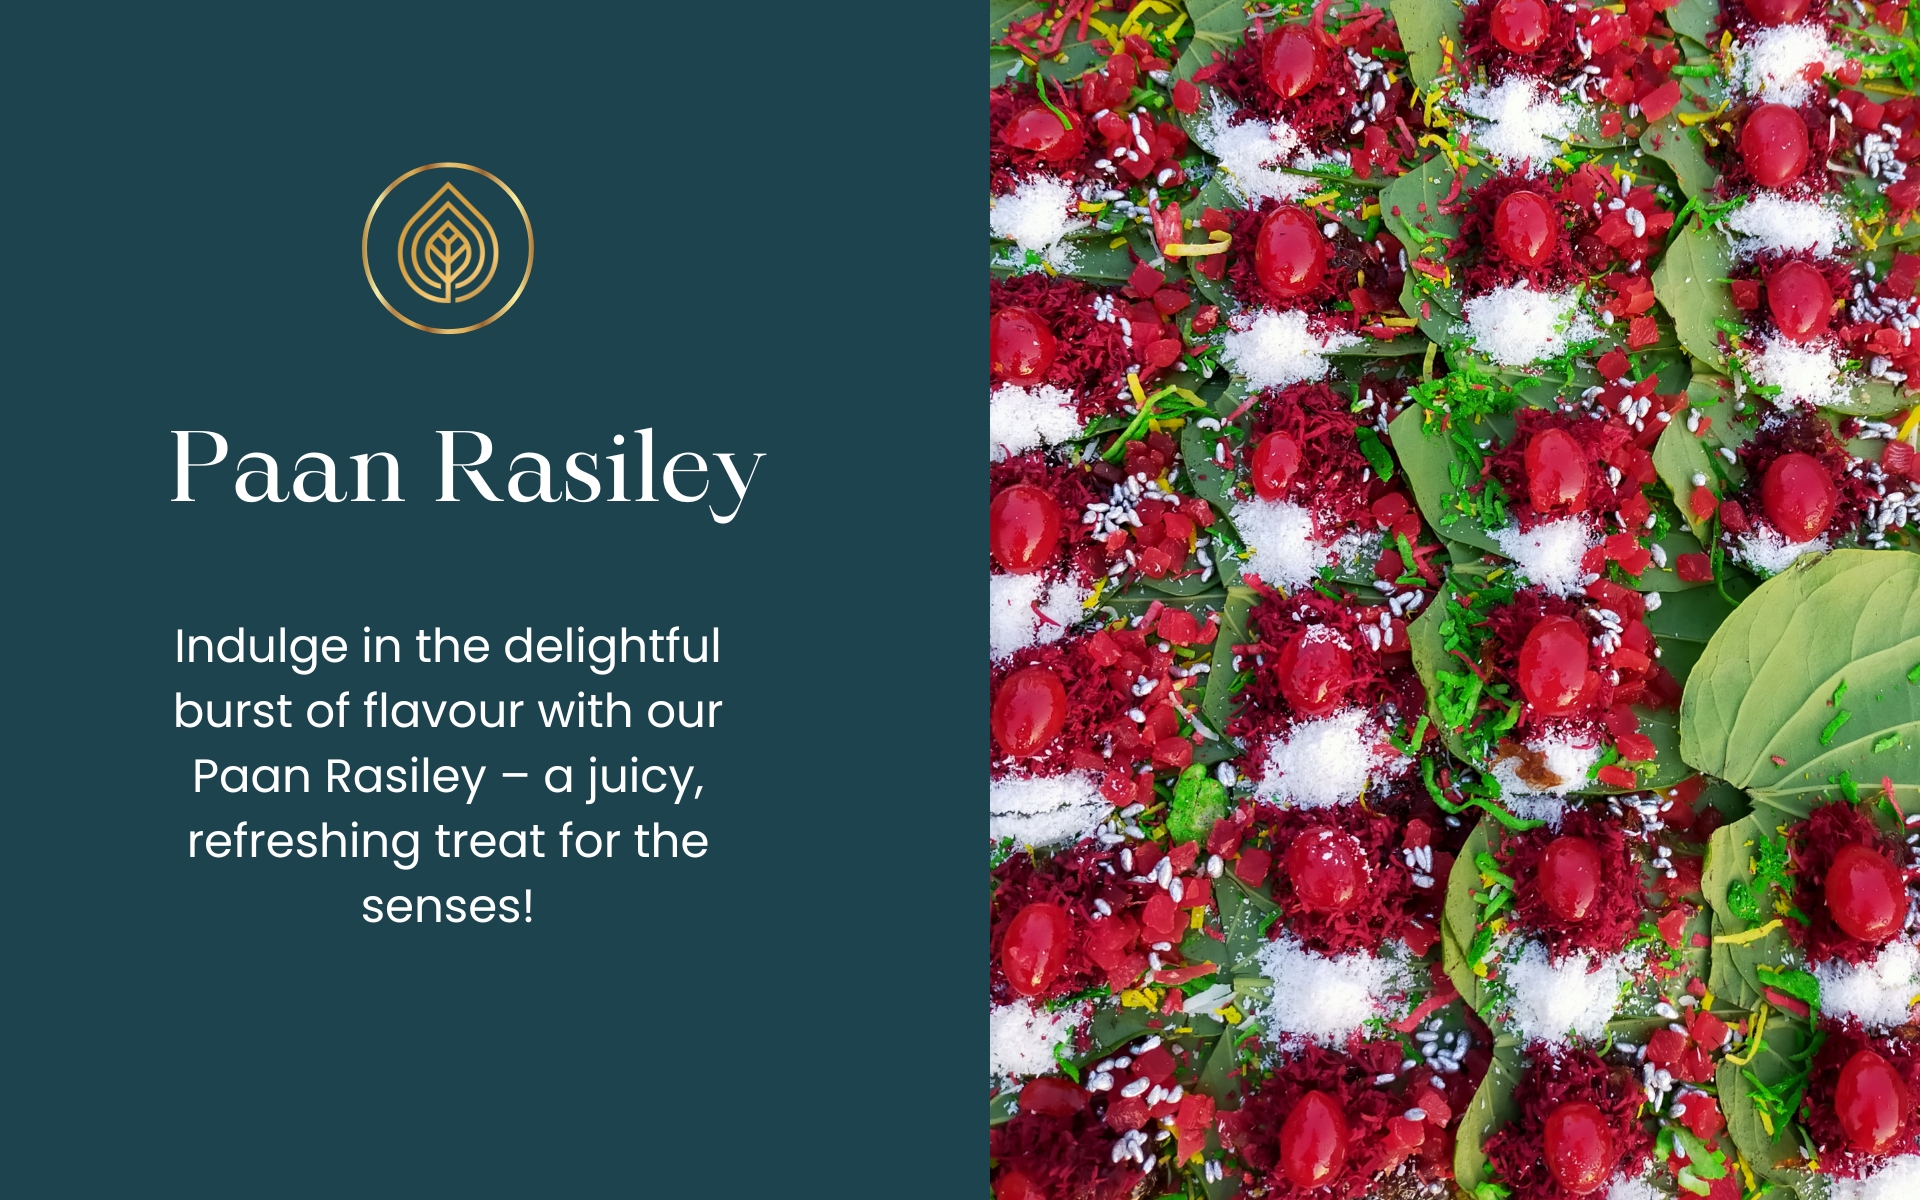 Paan Rasiley
Indulge in the delightful
burst of flavour with our
Paan Rasiley – a juicy,
refreshing treat for the
senses!